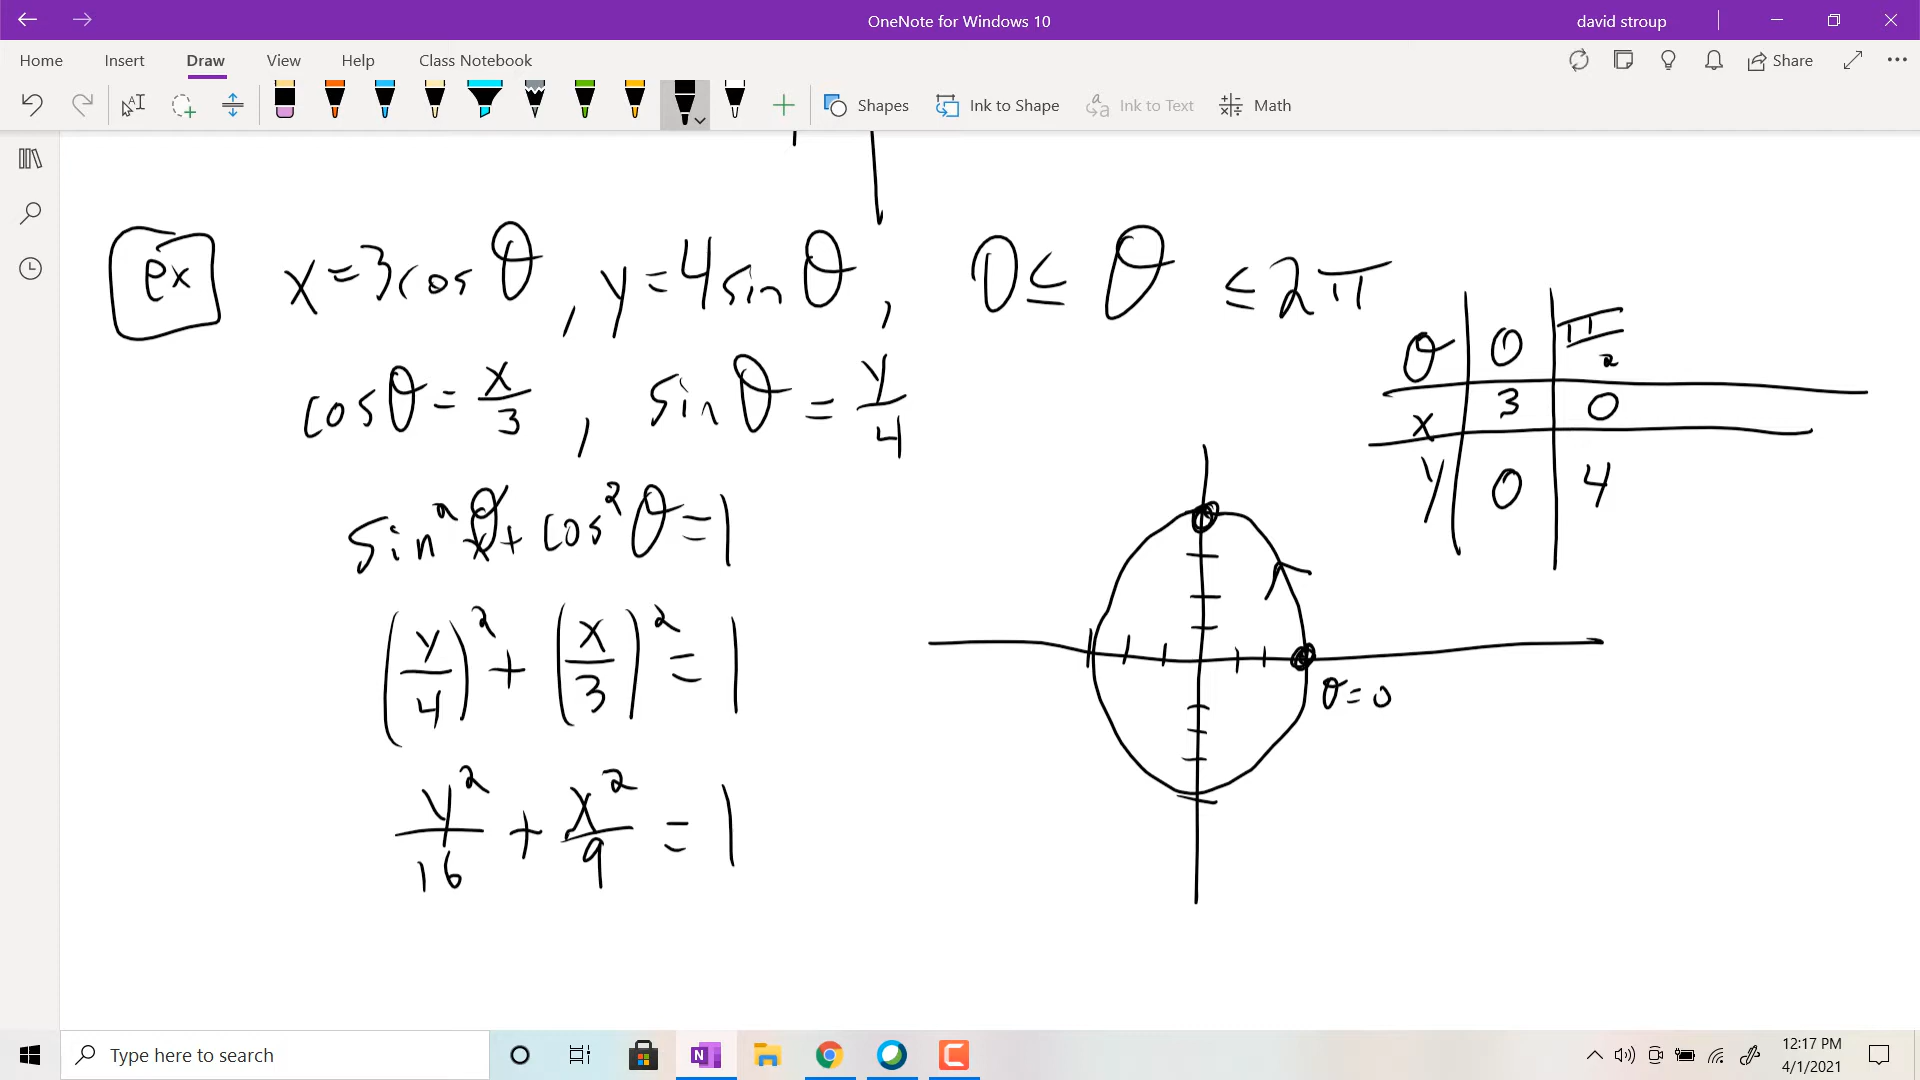 OneNote for Windows 10
david stroup
Home Insert Draw View Help Class Notebook
Share
Shapes Ink to Shape Ink to Text Math
ex x=3cosθ, y=4sinθ, 0≤ θ ≤2π
cosθ = x/3, sinθ = y/4
sin²θ + cos²θ = 1
(y/4)² + (x/3)² = 1
y²/16 + x²/9 = 1
θ 0 π/2
x 3 0
y 0 4
θ=0
Type here to search
12:17 PM
4/1/2021